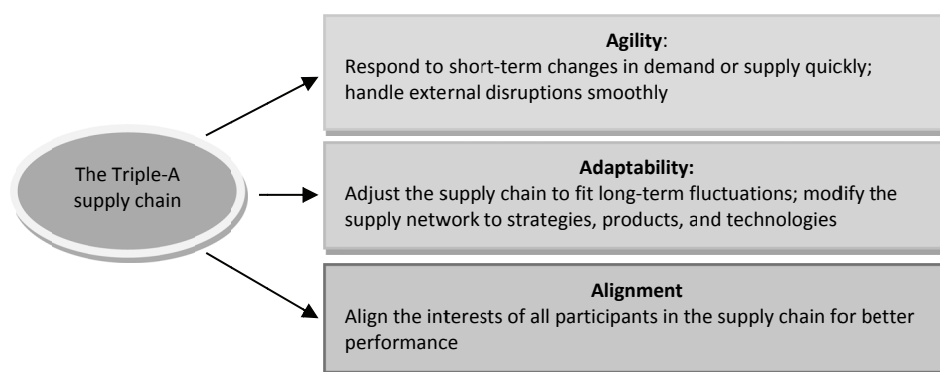 The Triple-A
supply chain
Agility:
Respond to short-term changes in demand or supply quickly;
handle external disruptions smoothly
Adaptability:
Adjust the supply chain to fit long-term fluctuations; modify the
supply network to strategies, products, and technologies
Alignment
Align the interests of all participants in the supply chain for better
performance